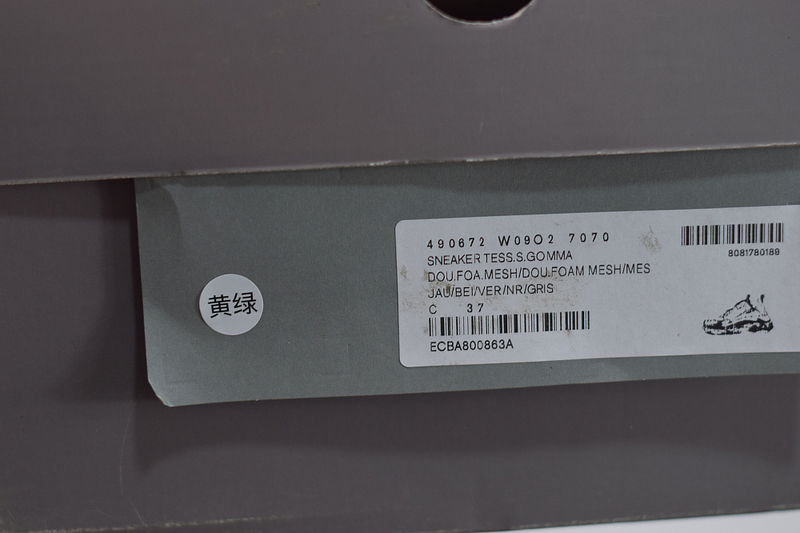 黄绿
490672 W09O2 7070
SNEAKER TESS.S.GOMMA
DOU.FOA.MESH/DOU.FOAM MESH/MES
JAU/BEI/VER/NR/GRIS
C 37
ECBA800863A
8081780189